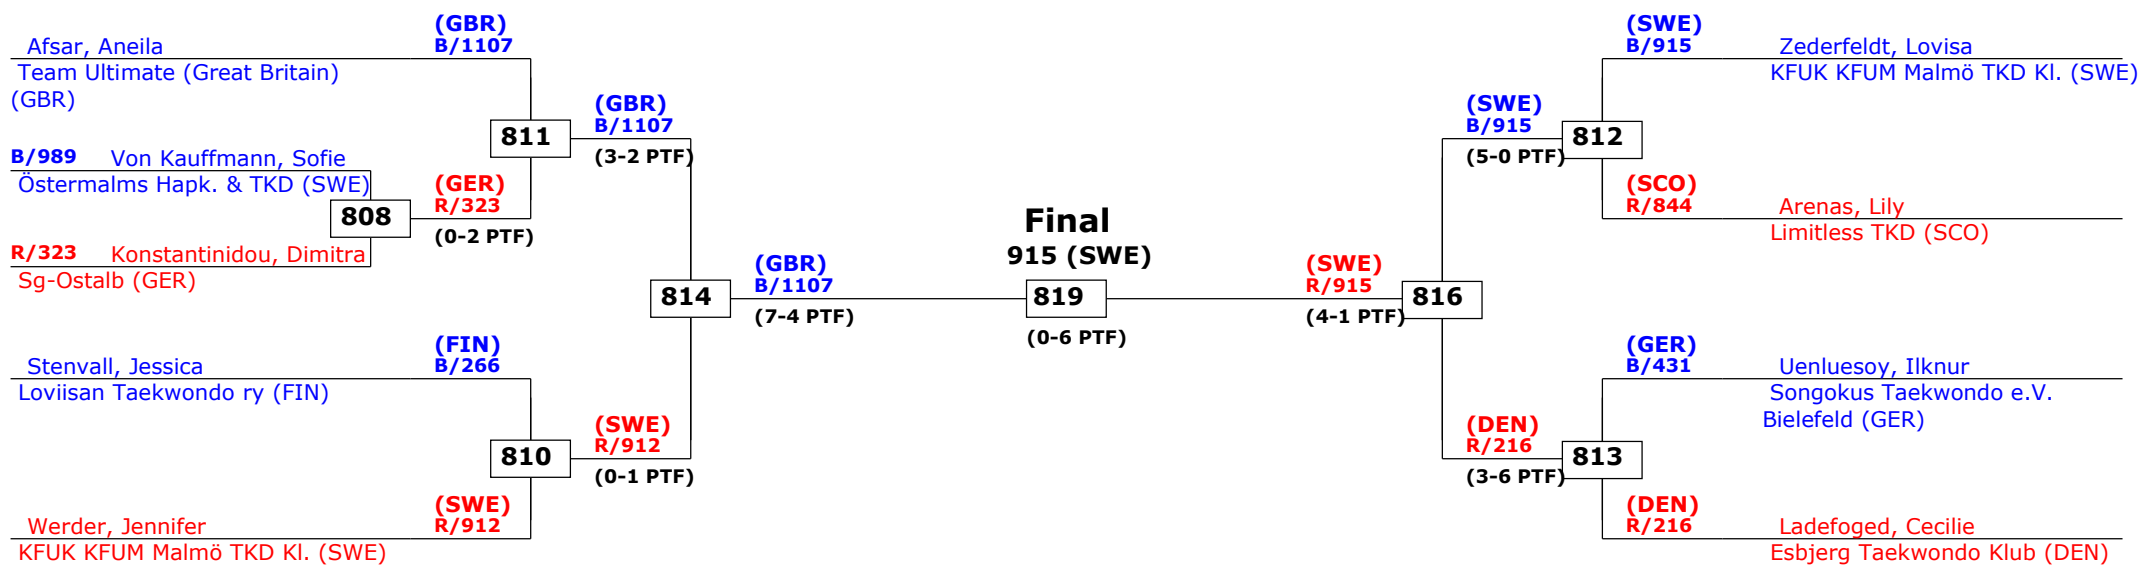 (GBR)
B/1107
Afsar, Aneila
Team Ultimate (Great Britain)
(GBR)
811
(GBR)
B/1107
(3-2 PTF)
B/989 Von Kauffmann, Sofie
Östermalms Hapk. & TKD (SWE)
808
(GER)
R/323
(0-2 PTF)
R/323 Konstantinidou, Dimitra
Sg-Ostalb (GER)
814
(GBR)
B/1107
(7-4 PTF)
(FIN)
B/266
Stenvall, Jessica
Loviisan Taekwondo ry (FIN)
810
(SWE)
R/912
(0-1 PTF)
(SWE)
R/912
Werder, Jennifer
KFUK KFUM Malmö TKD Kl. (SWE)
Final
915 (SWE)
819
(0-6 PTF)
(SWE)
R/915
(4-1 PTF)
816
(SWE)
B/915
(5-0 PTF)
812
(SWE)
B/915
Zederfeldt, Lovisa
KFUK KFUM Malmö TKD Kl. (SWE)
(SCO)
R/844
Arenas, Lily
Limitless TKD (SCO)
(DEN)
R/216
(3-6 PTF)
813
(GER)
B/431
Uenluesoy, Ilknur
Songokus Taekwondo e.V.
Bielefeld (GER)
(DEN)
R/216
Ladefoged, Cecilie
Esbjerg Taekwondo Klub (DEN)